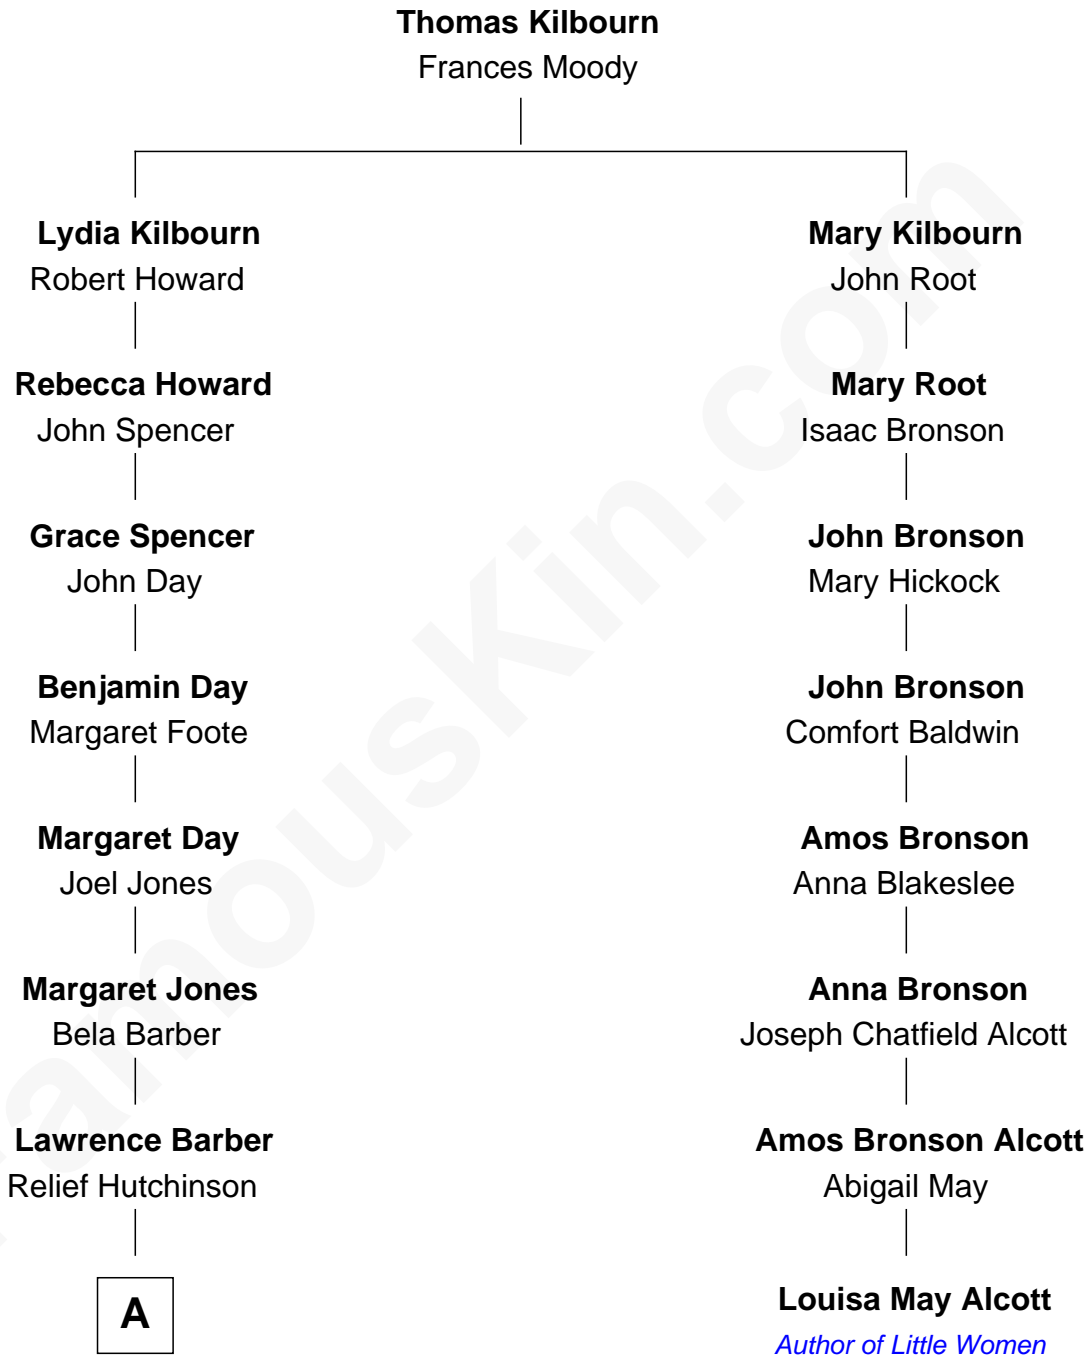 Thomas Kilbourn
Frances Moody
Lydia Kilbourn
Robert Howard
Mary Kilbourn
John Root
Rebecca Howard
John Spencer
Mary Root
Isaac Bronson
Grace Spencer
John Day
John Bronson
Mary Hickock
Benjamin Day
Margaret Foote
John Bronson
Comfort Baldwin
Margaret Day
Joel Jones
Amos Bronson
Anna Blakeslee
Margaret Jones
Bela Barber
Anna Bronson
Joseph Chatfield Alcott
Lawrence Barber
Relief Hutchinson
Amos Bronson Alcott
Abigail May
A
Louisa May Alcott
Author of Little Women
FamousKin.com